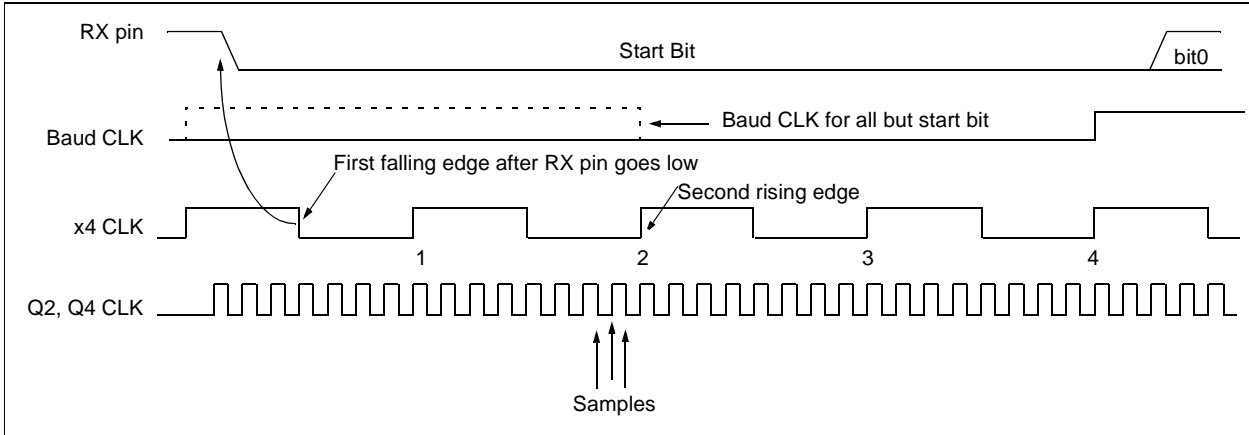 RX pin
Start Bit
bit0
Baud CLK
Baud CLK for all but start bit
First falling edge after RX pin goes low
Second rising edge
x4 CLK
1
2
3
4
Q2, Q4 CLK
Samples